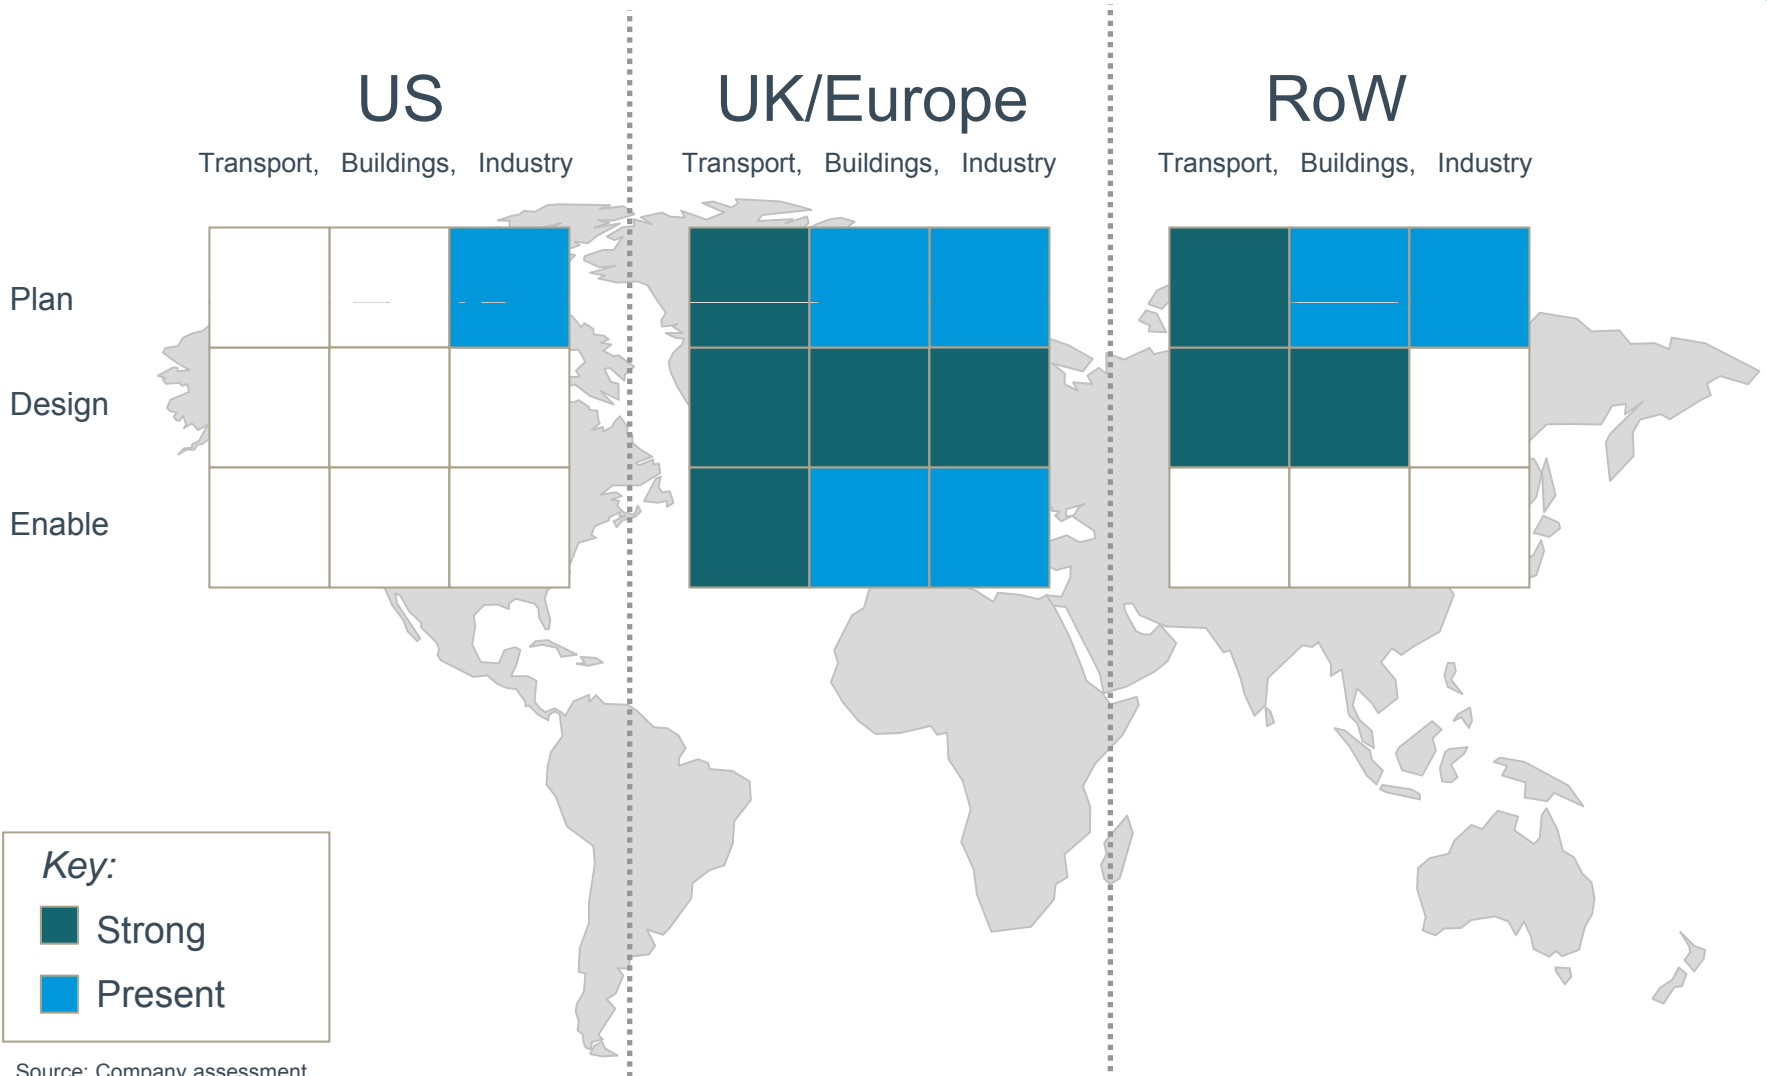 US UK/Europe RoW
Transport, Buildings, Industry Transport, Buildings, Industry Transport, Buildings, Industry
Plan
Design
Enable
Key:
Strong
Present
Source: Company assessment